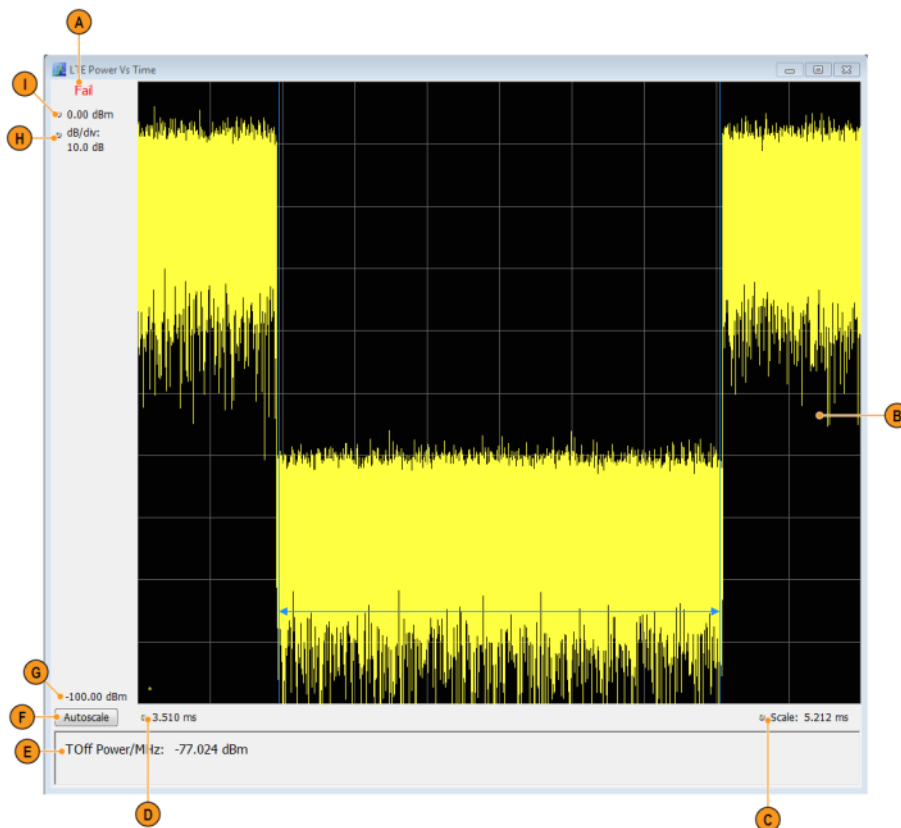 A
LTE Power Vs Time
Fail
I
0.00 dBm
H
dB/div:
10.0 dB
B
G
-100.00 dBm
F
Autoscale
3.510 ms
Scale: 5.212 ms
E
TOff Power/MHz: -77.024 dBm
D
C